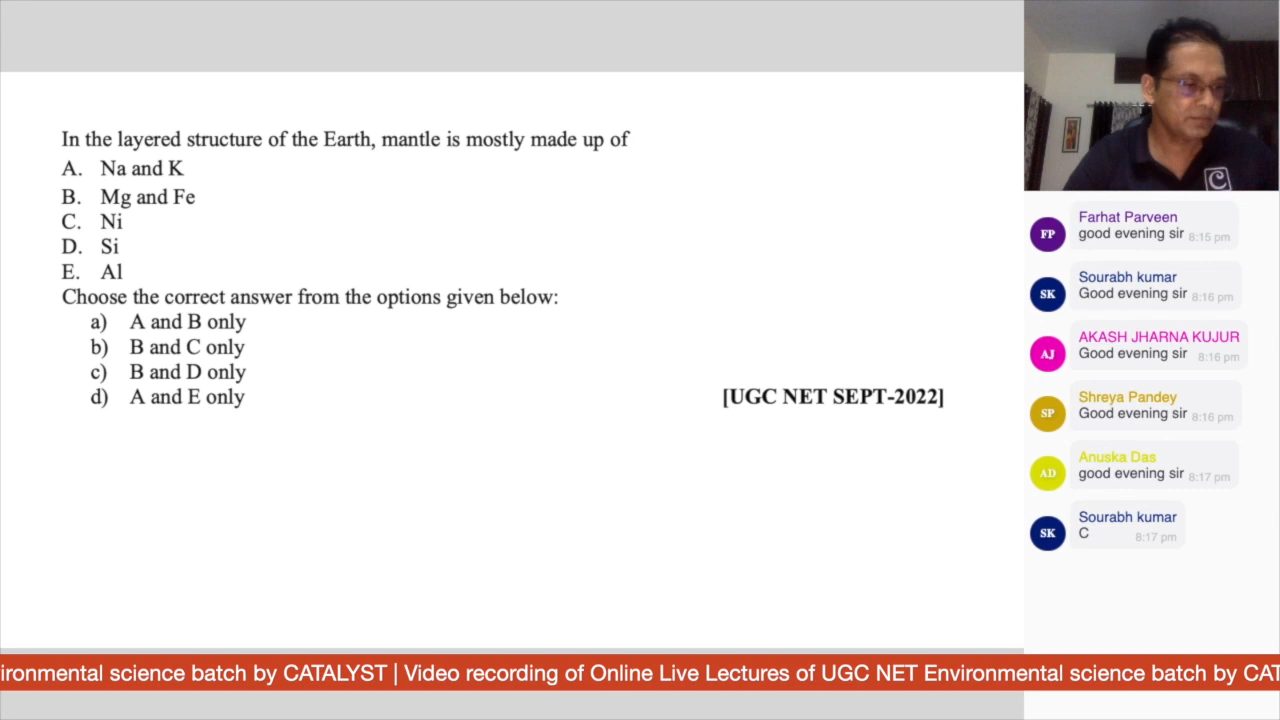 In the layered structure of the Earth, mantle is mostly made up of
A. Na and K
B. Mg and Fe
C. Ni
D. Si
E. Al
Choose the correct answer from the options given below:
a) A and B only
b) B and C only
c) B and D only
d) A and E only
[UGC NET SEPT-2022]
C
FP
Farhat Parveen
good evening sir 8:15 pm
SK
Sourabh kumar
Good evening sir 8:16 pm
AJ
AKASH JHARNA KUJUR
Good evening sir 8:16 pm
SP
Shreya Pandey
Good evening sir 8:16 pm
AD
Anuska Das
good evening sir 8:17 pm
SK
Sourabh kumar
C 8:17 pm
ironmental science batch by CATALYST | Video recording of Online Live Lectures of UGC NET Environmental science batch by CAT